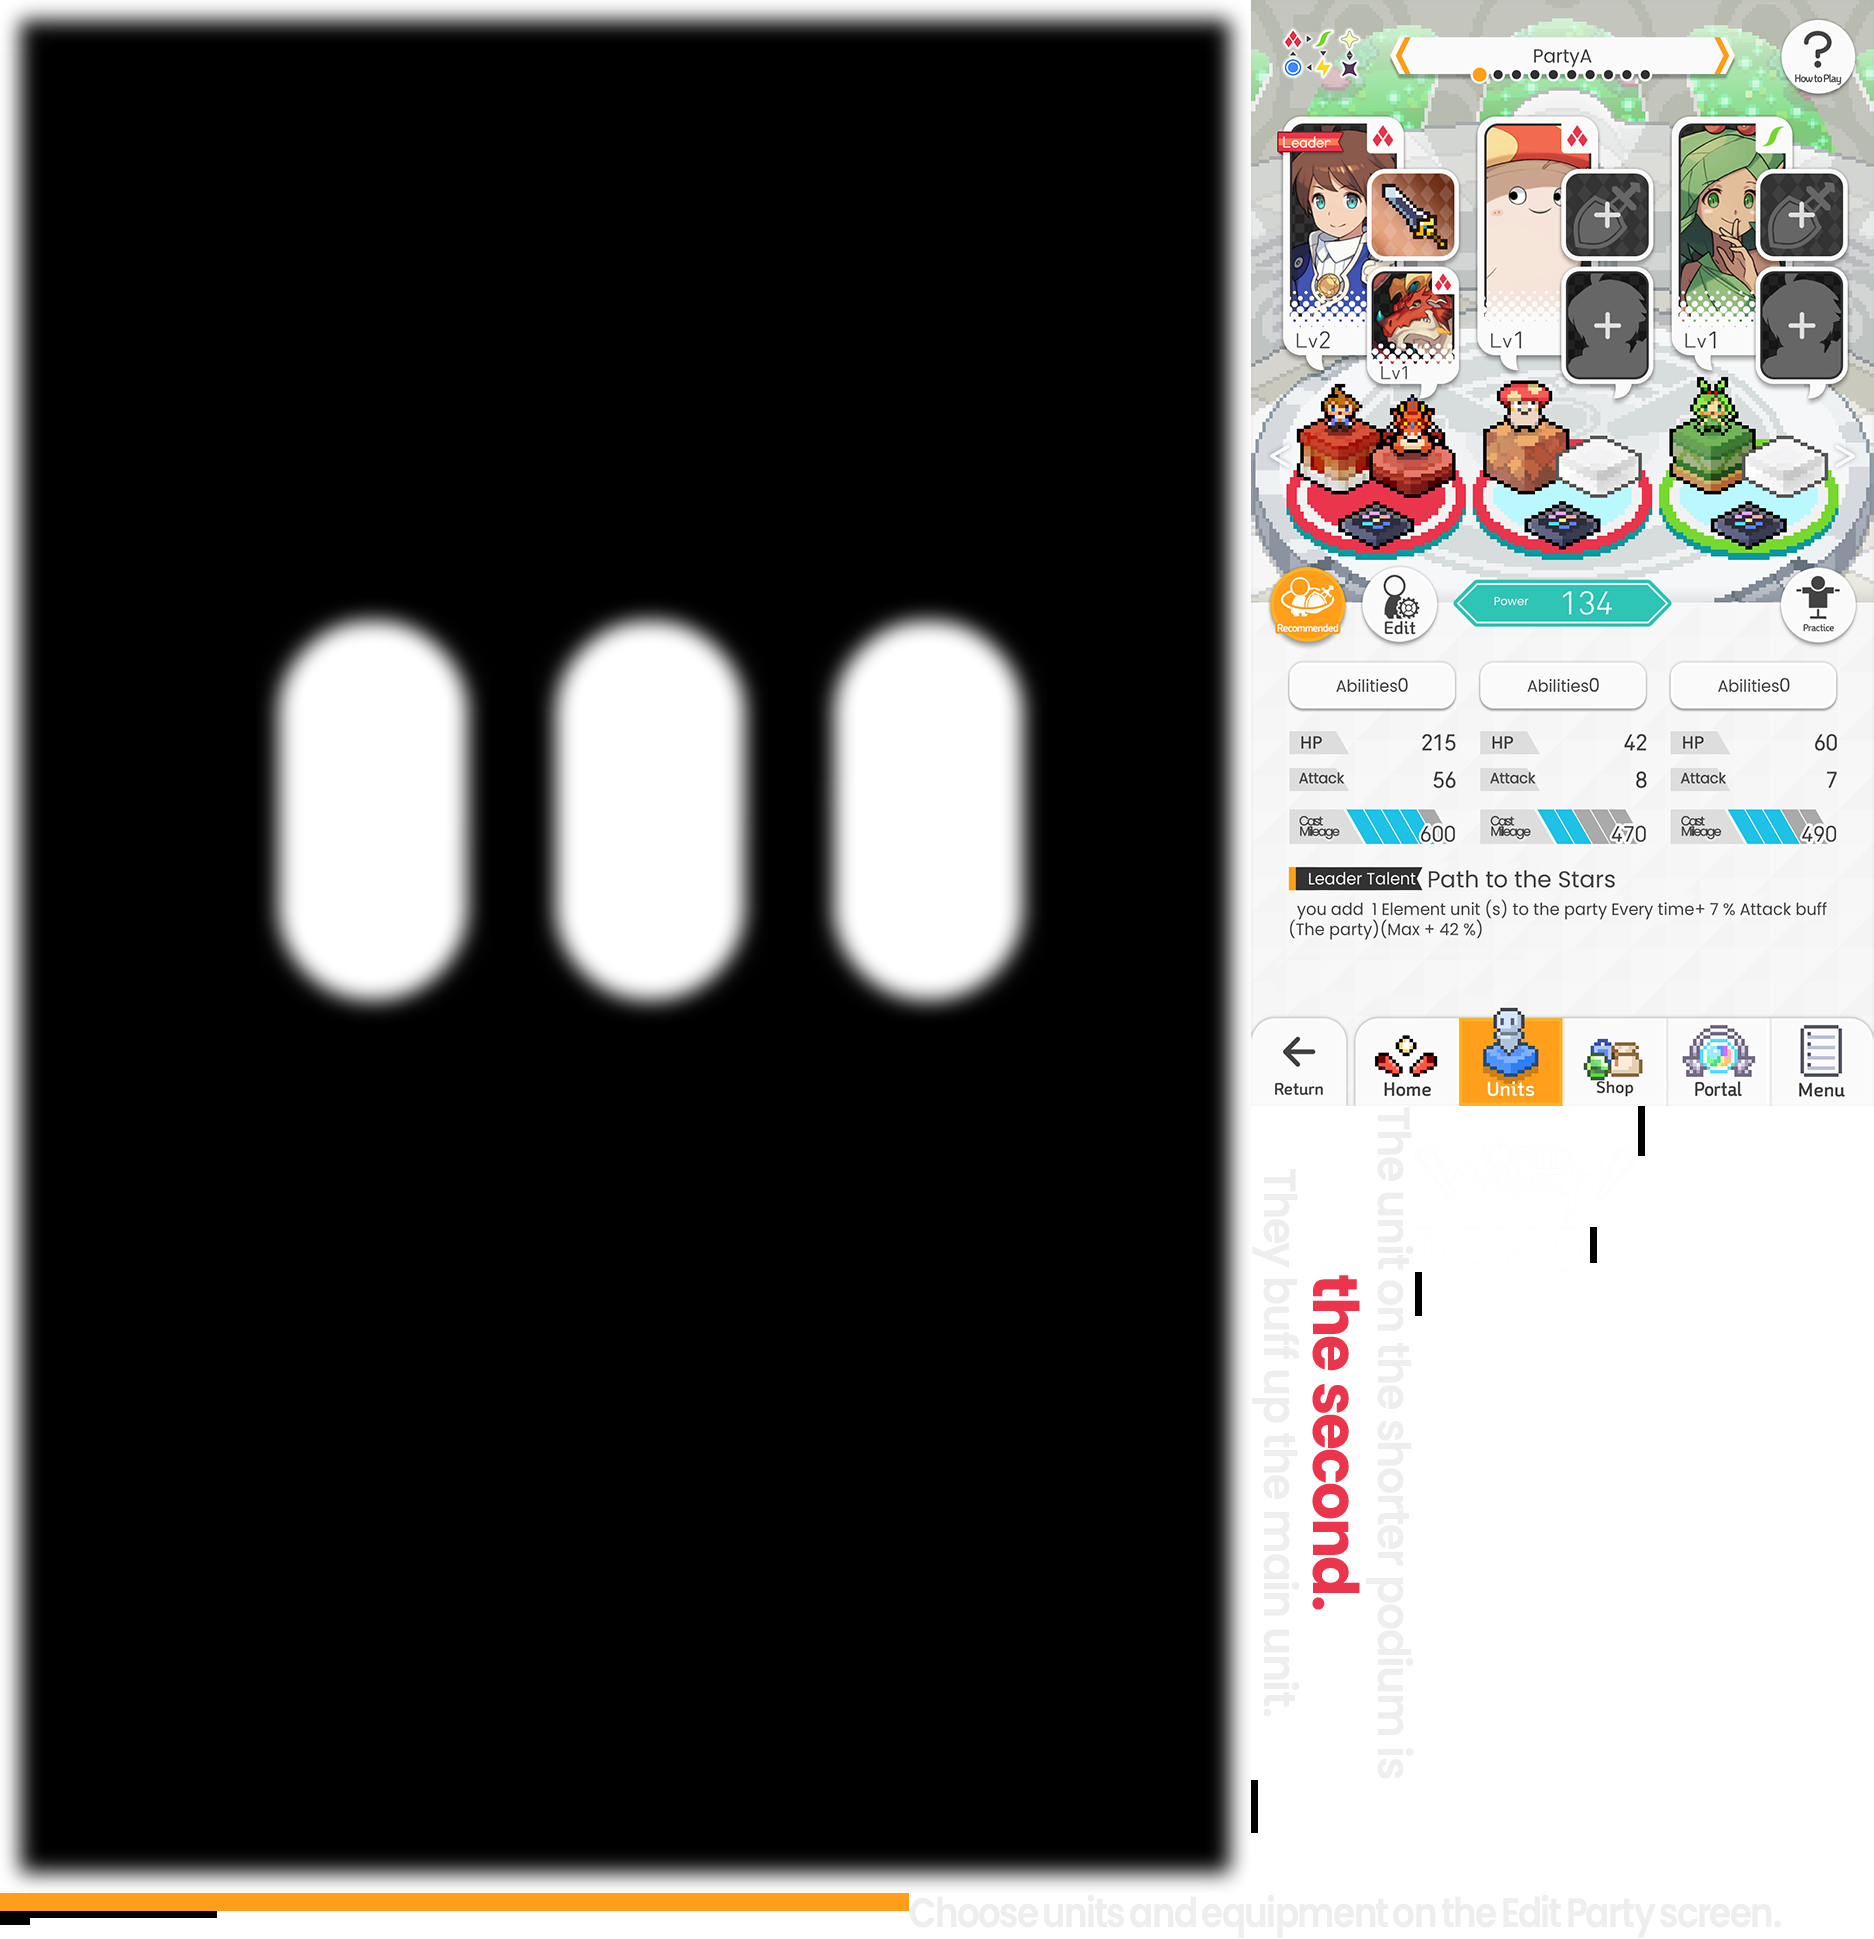 PartyA
How to Play
Leader
Lv2
Lv1
Lv1
Lv1
Recommended
Edit
Power
134
Practice
Abilities0
Abilities0
Abilities0
HP 215
HP 42
HP 60
Attack 56
Attack 8
Attack 7
Cast Mileage 600
Cast Mileage 470
Cast Mileage 490
Leader Talent Path to the Stars
you add 1 Element unit (s) to the party Every time+ 7 % Attack buff
(The party)(Max + 42 %)
Return
Home
Units
Shop
Portal
Menu
The unit on the shorter podium is
the second.
They buff up the main unit.
Choose units and equipment on the Edit Party screen.